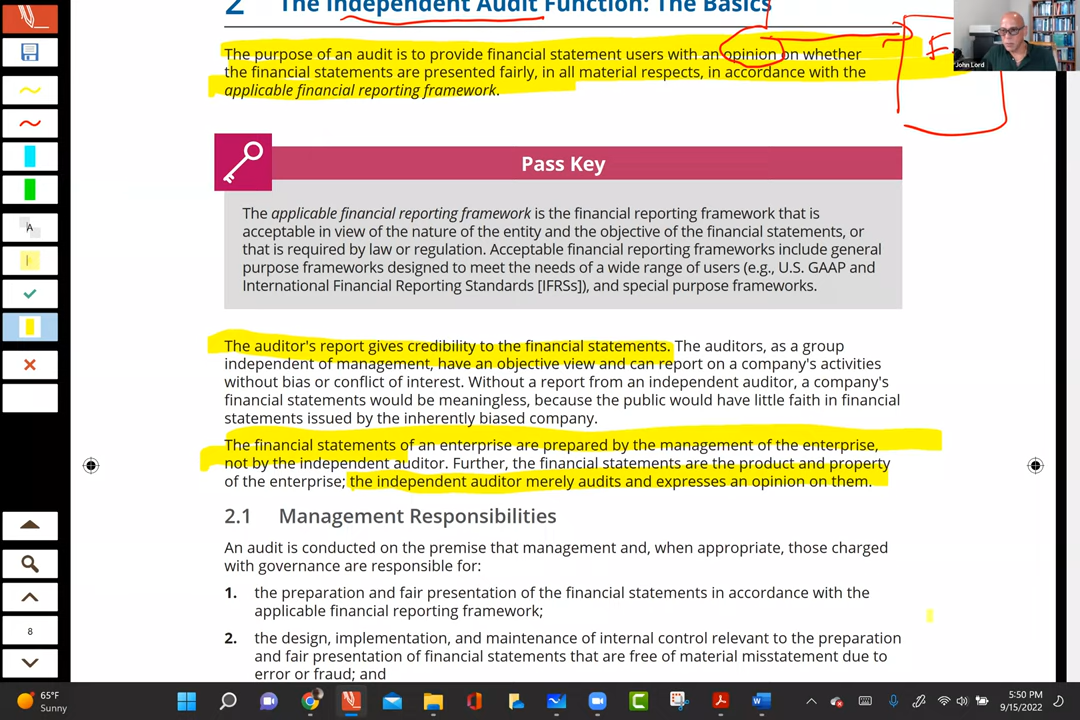 2 The Independent Audit Function: The Basics
The purpose of an audit is to provide financial statement users with an opinion on whether
the financial statements are presented fairly, in all material respects, in accordance with the
applicable financial reporting framework.
F
John Lord
Pass Key
The applicable financial reporting framework is the financial reporting framework that is
acceptable in view of the nature of the entity and the objective of the financial statements, or
that is required by law or regulation. Acceptable financial reporting frameworks include general
purpose frameworks designed to meet the needs of a wide range of users (e.g., U.S. GAAP and
International Financial Reporting Standards [IFRSs]), and special purpose frameworks.
The auditor's report gives credibility to the financial statements. The auditors, as a group
independent of management, have an objective view and can report on a company's activities
without bias or conflict of interest. Without a report from an independent auditor, a company's
financial statements would be meaningless, because the public would have little faith in financial
statements issued by the inherently biased company.
The financial statements of an enterprise are prepared by the management of the enterprise,
not by the independent auditor. Further, the financial statements are the product and property
of the enterprise; the independent auditor merely audits and expresses an opinion on them.
2.1 Management Responsibilities
An audit is conducted on the premise that management and, when appropriate, those charged
with governance are responsible for:
1. the preparation and fair presentation of the financial statements in accordance with the
applicable financial reporting framework;
2. the design, implementation, and maintenance of internal control relevant to the preparation
and fair presentation of financial statements that are free of material misstatement due to
error or fraud; and
A
8
65°F
Sunny
5:50 PM
9/15/2022